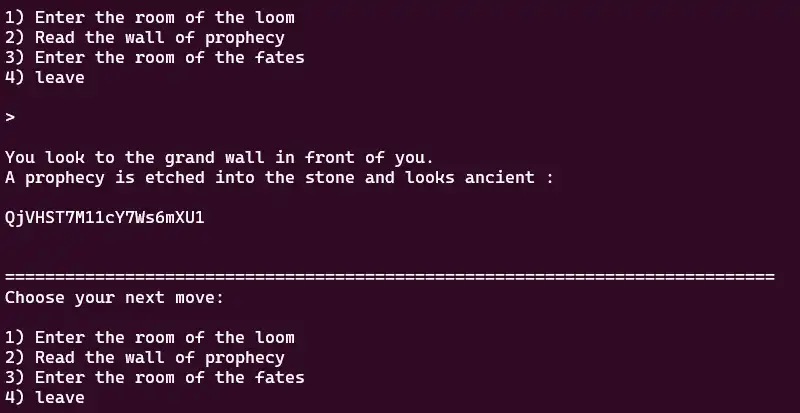 1) Enter the room of the loom
2) Read the wall of prophecy
3) Enter the room of the fates
4) leave
>
You look to the grand wall in front of you.
A prophecy is etched into the stone and looks ancient :
QjVHST7M11cY7Ws6mXU1
=============================================================================
Choose your next move:
1) Enter the room of the loom
2) Read the wall of prophecy
3) Enter the room of the fates
4) leave